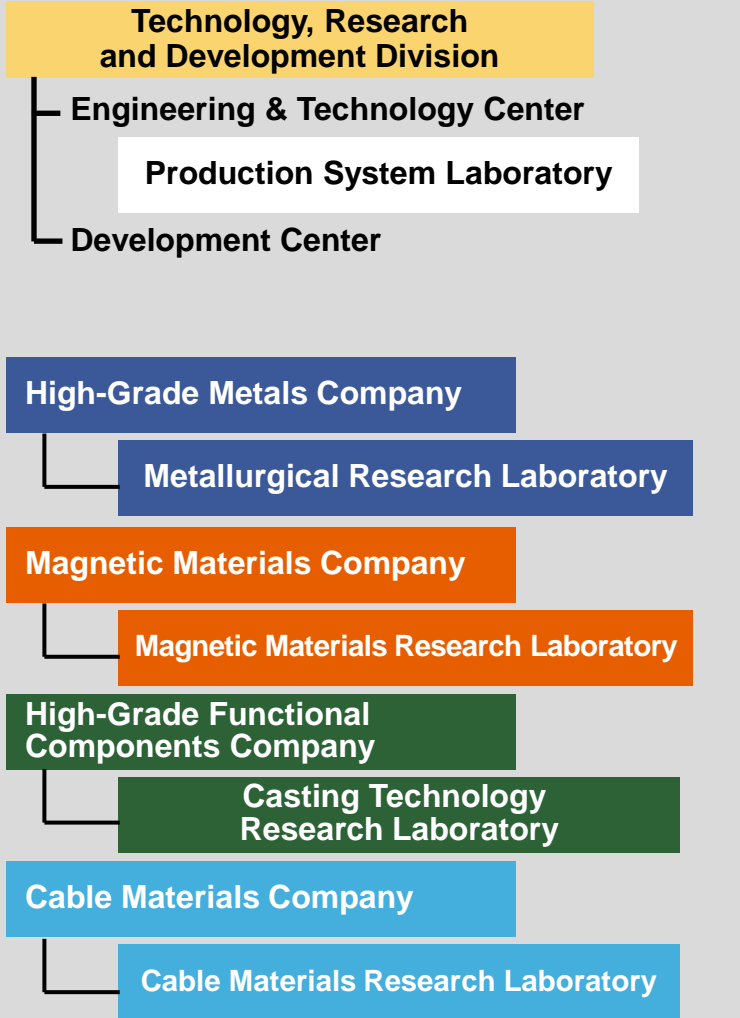 Technology, Research
and Development Division
Engineering & Technology Center
Production System Laboratory
Development Center
High-Grade Metals Company
Metallurgical Research Laboratory
Magnetic Materials Company
Magnetic Materials Research Laboratory
High-Grade Functional
Components Company
Casting Technology
Research Laboratory
Cable Materials Company
Cable Materials Research Laboratory